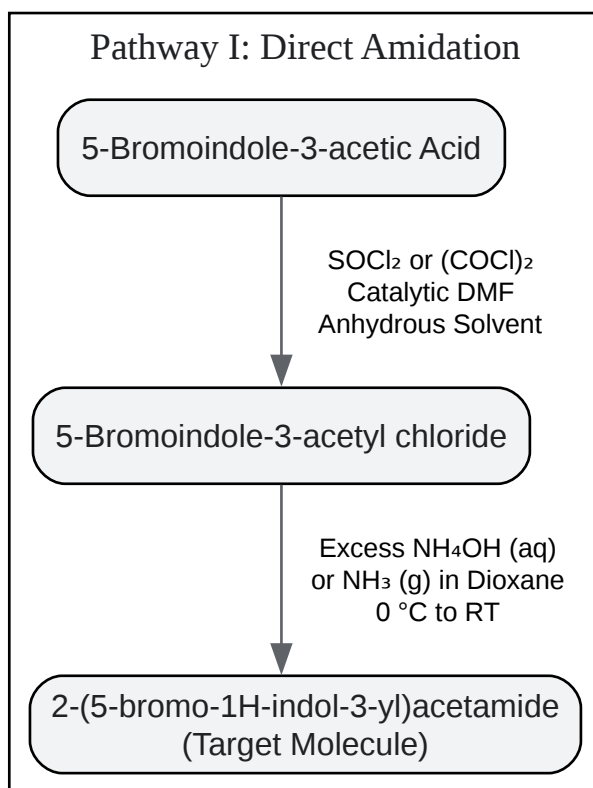 Pathway I: Direct Amidation
5-Bromoindole-3-acetic Acid
SOCl₂ or (COCl)₂
Catalytic DMF
Anhydrous Solvent
5-Bromoindole-3-acetyl chloride
Excess NH₄OH (aq)
or NH₃ (g) in Dioxane
0 °C to RT
2-(5-bromo-1H-indol-3-yl)acetamide
(Target Molecule)